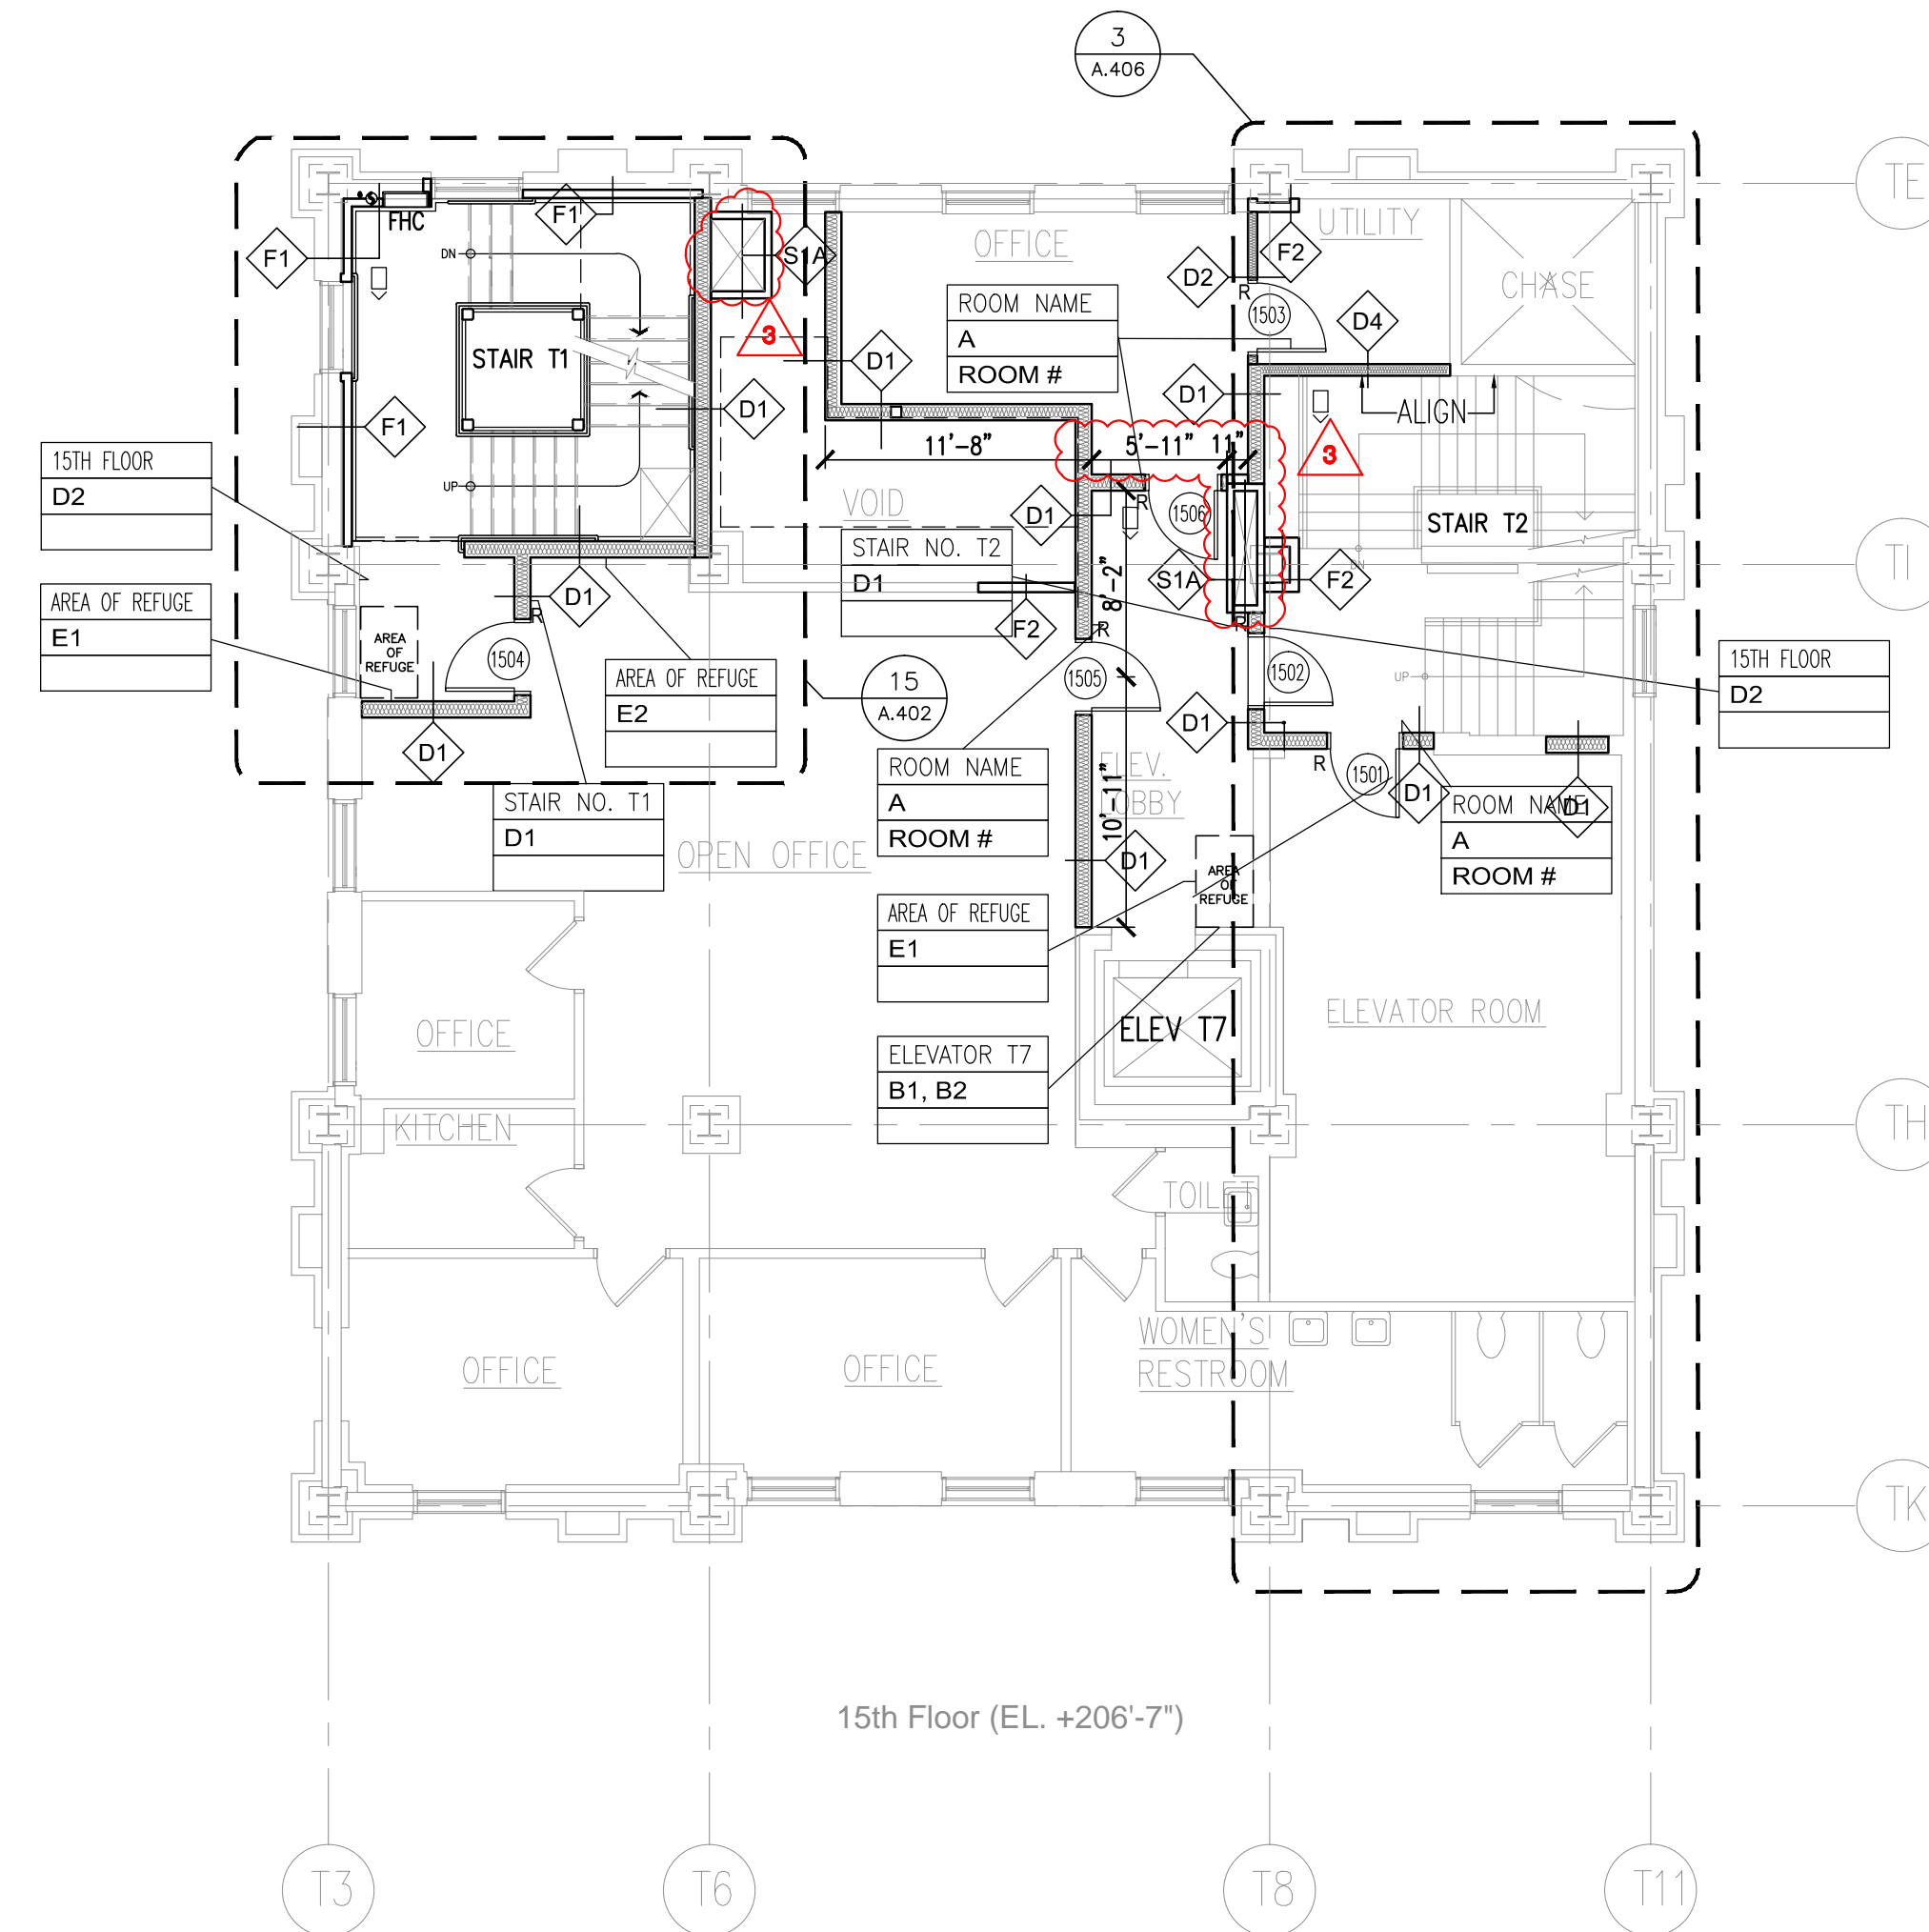 3
A.406
TE
UTILITY
F1
FHC
F1
S1A
OFFICE
F2
D2
CHASE
DN
R
ROOM NAME
A
ROOM #
1503
D4
3
STAIR T1
D1
D1
D1
ALIGN
F1
11'-8"
5'-11"
11"
3
15TH FLOOR
D2
UP
VOID
D1
R
1506
STAIR T2
STAIR NO. T2
D1
TI
DN
8'-2"
S1A
F2
AREA OF REFUGE
E1
D1
R
F2
R
R
AREA
OF
REFUGE
1504
AREA OF REFUGE
E2
15
A.402
1505
1502
UP
15TH FLOOR
D2
D1
D1
ROOM NAME
A
ROOM #
ELEV.
LOBBY
10'-11"
R
1501
D1
D1
ROOM NAME
A
ROOM #
STAIR NO. T1
D1
OPEN OFFICE
D1
AREA
OF
REFUGE
AREA OF REFUGE
E1
OFFICE
ELEV T7
ELEVATOR ROOM
ELEVATOR T7
B1, B2
KITCHEN
TH
TOILET
WOMEN'S
RESTROOM
OFFICE
OFFICE
TK
15th Floor (EL. +206'-7")
T3
T6
T8
T11